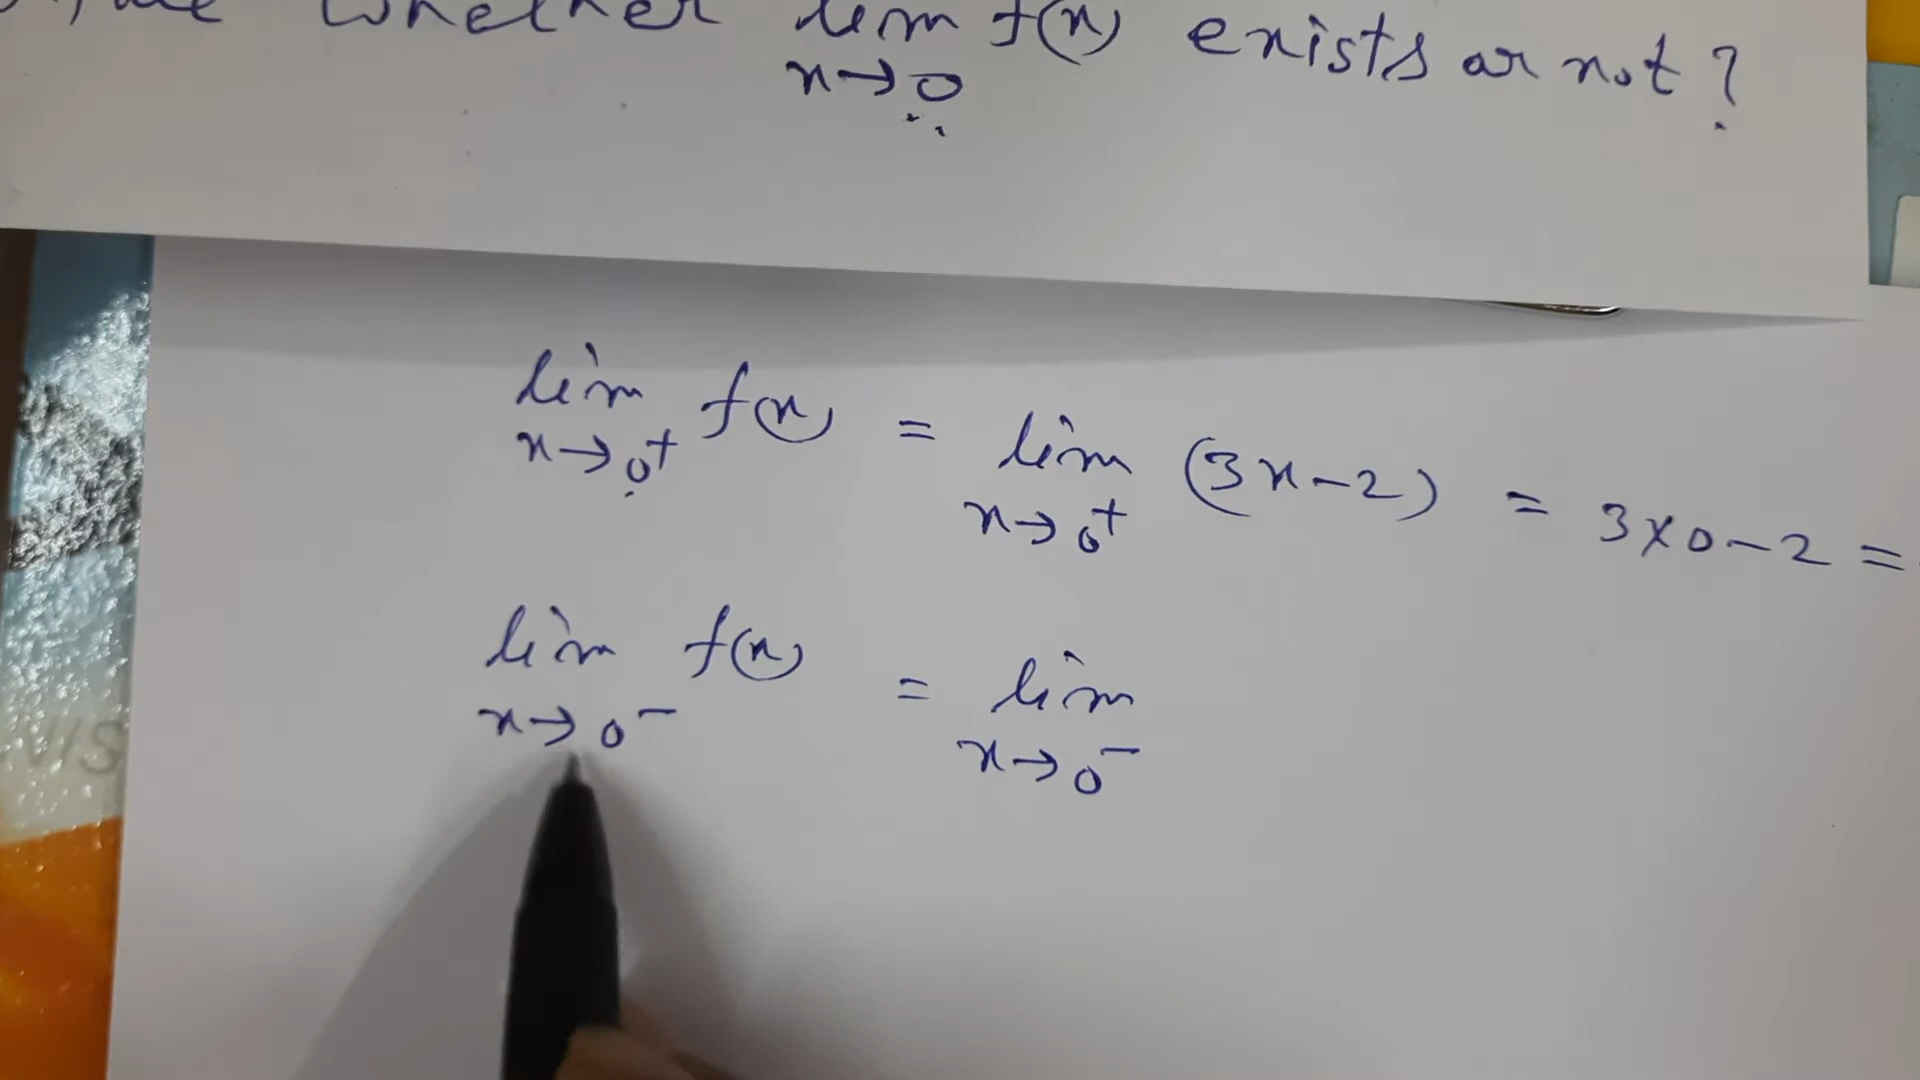 whether lim f(x) exists or not?
x→0
lim f(x) = lim (3x-2) = 3×0-2 =
x→0⁺ x→0⁺
lim f(x) = lim
x→0⁻ x→0⁻